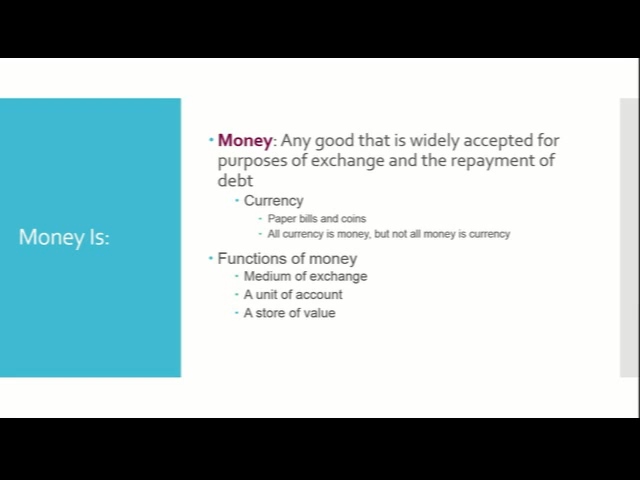 Money Is:
• Money: Any good that is widely accepted for
purposes of exchange and the repayment of
debt
• Currency
- Paper bills and coins
- All currency is money, but not all money is currency
• Functions of money
- Medium of exchange
- A unit of account
- A store of value